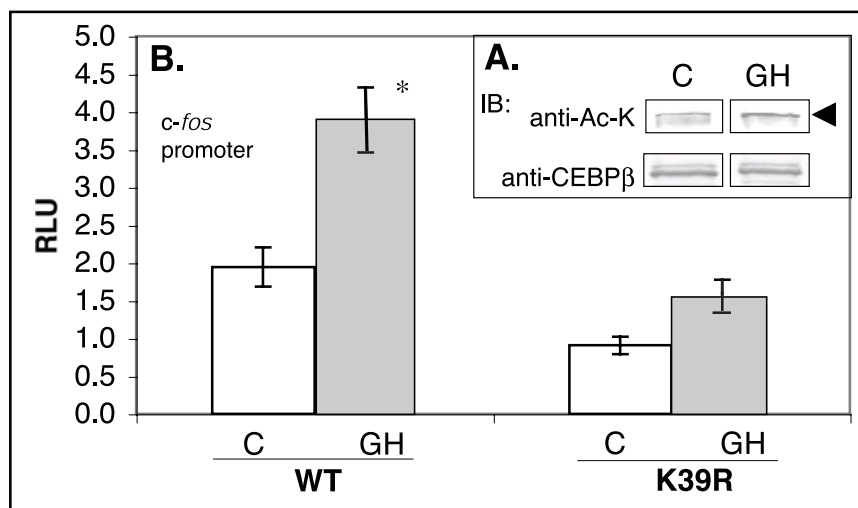 B.
c-fos
promoter
RLU
5.0
4.5
4.0
3.5
3.0
2.5
2.0
1.5
1.0
0.5
0.0
*
A.
C GH
IB: anti-Ac-K
anti-CEBPβ
C GH C GH
WT K39R